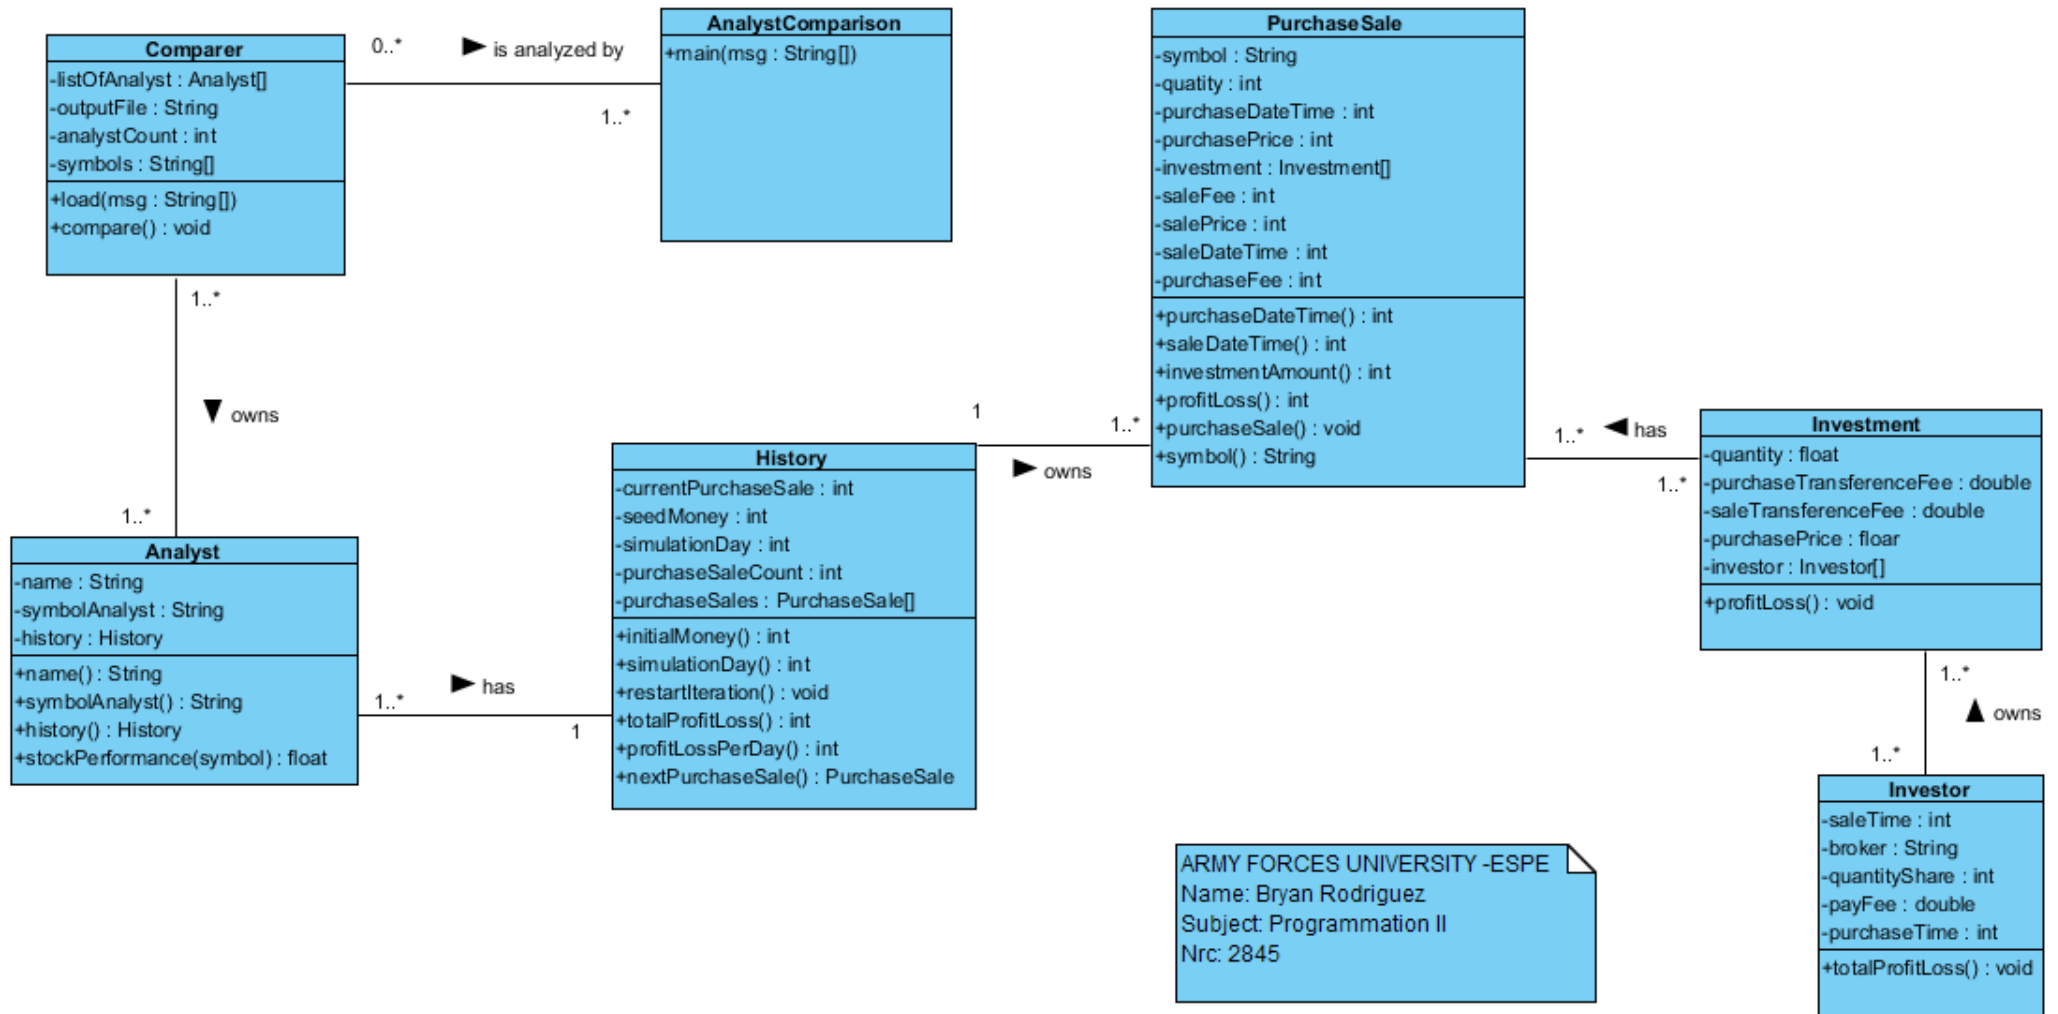 Comparer
-listOfAnalyst : Analyst[]
-outputFile : String
-analystCount : int
-symbols : String[]
+load(msg : String[])
+compare() : void
0..*
is analyzed by
1..*
AnalystComparison
+main(msg : String[])
PurchaseSale
-symbol : String
-quatity : int
-purchaseDateTime : int
-purchasePrice : int
-investment : Investment[]
-saleFee : int
-salePrice : int
-saleDateTime : int
-purchaseFee : int
+purchaseDateTime() : int
+saleDateTime() : int
+investmentAmount() : int
+profitLoss() : int
+purchaseSale() : void
+symbol() : String
1..*
owns
1..*
Analyst
-name : String
-symbolAnalyst : String
-history : History
+name() : String
+symbolAnalyst() : String
+history() : History
+stockPerformance(symbol) : float
1..*
has
1
History
-currentPurchaseSale : int
-seedMoney : int
-simulationDay : int
-purchaseSaleCount : int
-purchaseSales : PurchaseSale[]
+initialMoney() : int
+simulationDay() : int
+restartIteration() : void
+totalProfitLoss() : int
+profitLossPerDay() : int
+nextPurchaseSale() : PurchaseSale
1
1..*
owns
1..*
has
1..*
Investment
-quantity : float
-purchaseTransferenceFee : double
-saleTransferenceFee : double
-purchasePrice : floar
-investor : Investor[]
+profitLoss() : void
1..*
owns
1..*
Investor
-saleTime : int
-broker : String
-quantityShare : int
-payFee : double
-purchaseTime : int
+totalProfitLoss() : void
ARMY FORCES UNIVERSITY -ESPE
Name: Bryan Rodriguez
Subject: Programmation II
Nrc: 2845